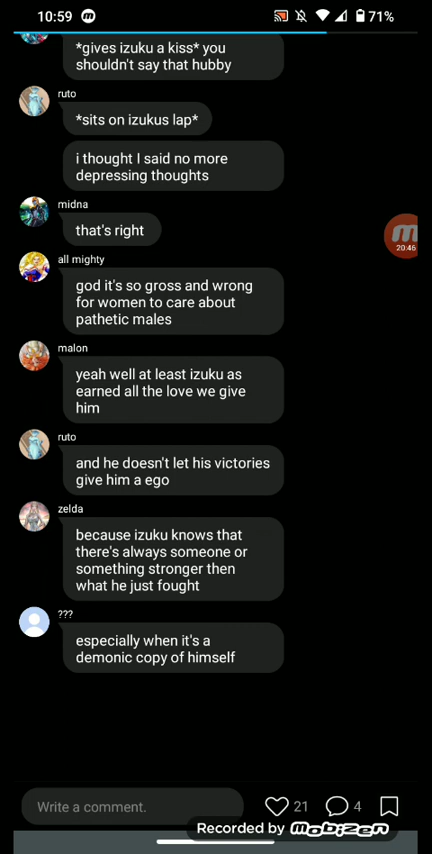 10:59
71%
*gives izuku a kiss* you
shouldn't say that hubby
ruto
*sits on izukus lap*
i thought I said no more
depressing thoughts
midna
that's right
20:46
all mighty
god it's so gross and wrong
for women to care about
pathetic males
malon
yeah well at least izuku as
earned all the love we give
him
ruto
and he doesn't let his victories
give him a ego
zelda
because izuku knows that
there's always someone or
something stronger then
what he just fought
???
especially when it's a
demonic copy of himself
Write a comment.
21
4
Recorded by Mobizen